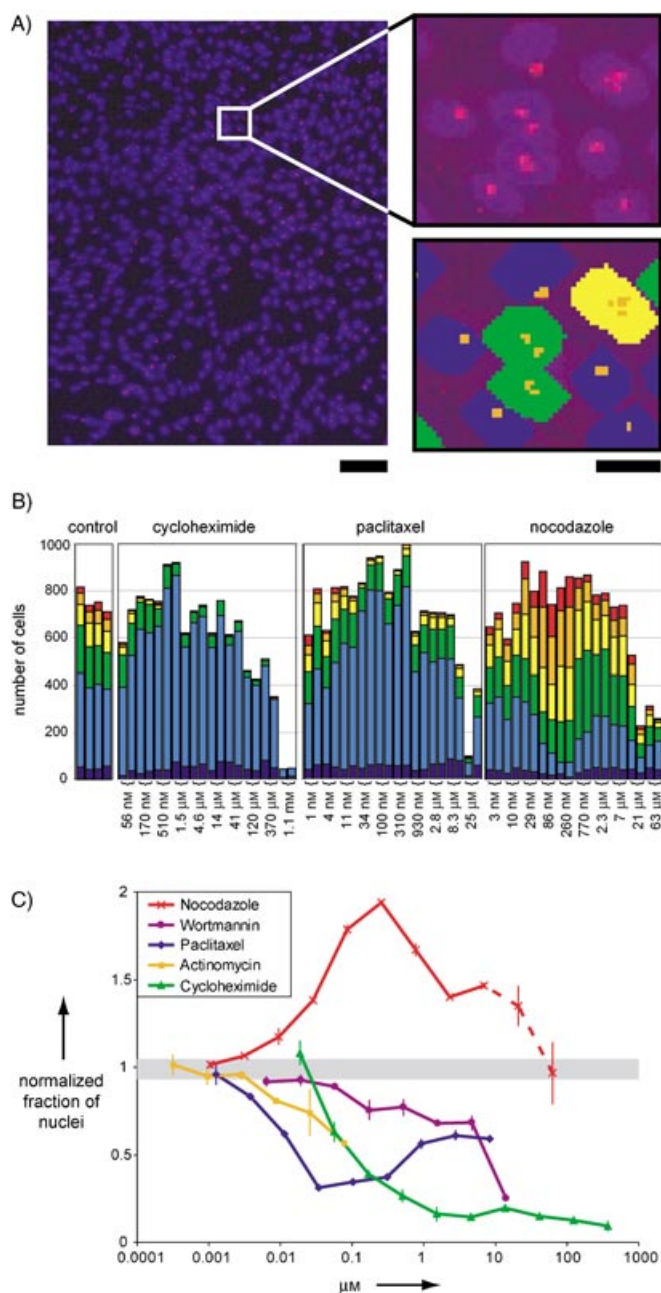 A)
B)
control cycloheximide paclitaxel nocodazole
1000
800
600
400
200
0
number of cells
56 nM {
170 nM {
510 nM {
1.5 μM {
4.6 μM {
14 μM {
41 μM {
120 μM {
370 μM {
1.1 mM {
1 nM {
4 nM {
11 nM {
34 nM {
100 nM {
310 nM {
930 nM {
2.8 μM {
8.3 μM {
25 μM {
3 nM {
10 nM {
29 nM {
86 nM {
260 nM {
770 nM {
2.3 μM {
7 μM {
21 μM {
63 μM {
C)
2
1.5
1
0.5
0
normalized
fraction of
nuclei
Nocodazole
Wortmannin
Paclitaxel
Actinomycin
Cycloheximide
0.0001 0.001 0.01 0.1 1 10 100 1000
μM